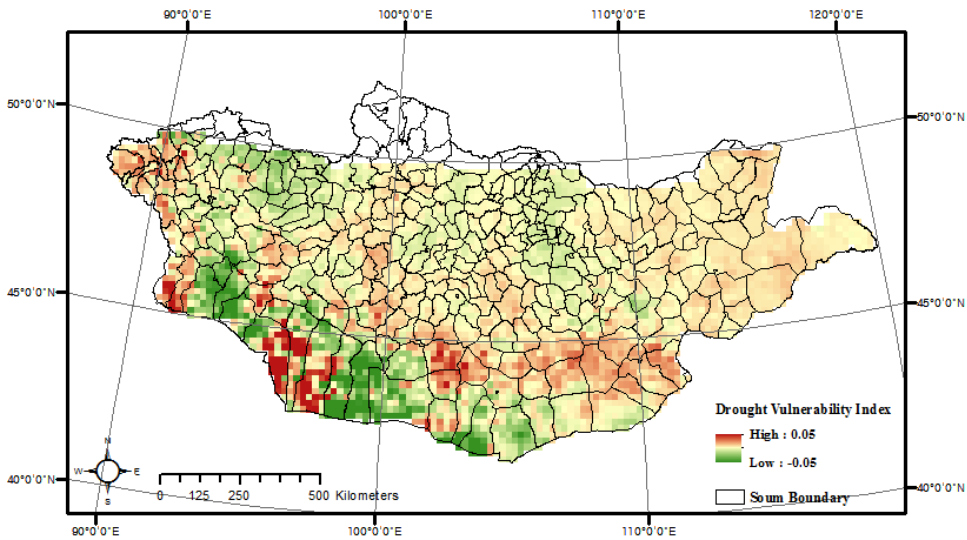 90°0'0"E 100°0'0"E 110°0'0"E 120°0'0"E
50°0'0"N 50°0'0"N
45°0'0"N 45°0'0"N
Drought Vulnerability Index
High : 0.05
Low : -0.05
N
W E
S
0 125 250 500 Kilometers
Soum Boundary
40°0'0"N 40°0'0"N
90°0'0"E 100°0'0"E 110°0'0"E